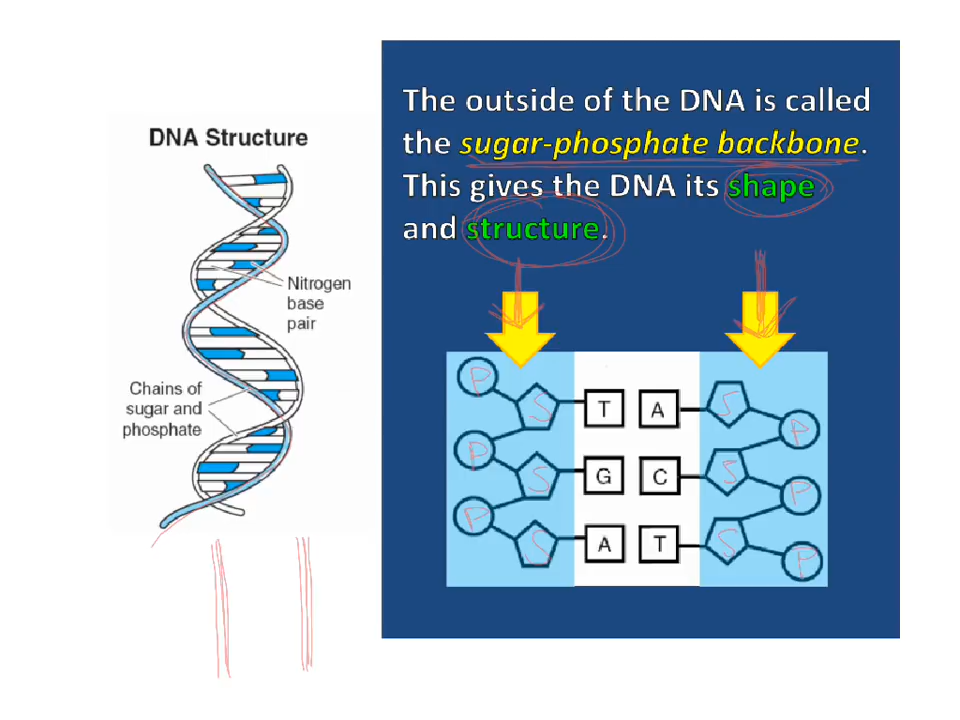 DNA Structure
Nitrogen
base
pair
Chains of
sugar and
phosphate
The outside of the DNA is called
the sugar-phosphate backbone.
This gives the DNA its shape
and structure.
P
S T A S
P
P
S G C S
P
P
S A T S
P